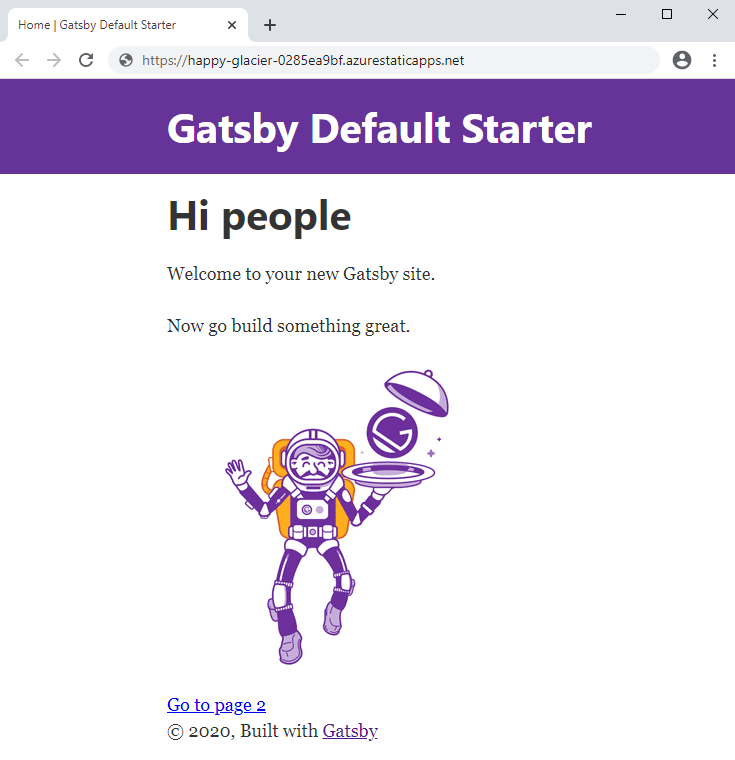 Home | Gatsby Default Starter
https://happy-glacier-0285ea9bf.azurestaticapps.net
Gatsby Default Starter
Hi people
Welcome to your new Gatsby site.
Now go build something great.
G
Go to page 2
© 2020, Built with Gatsby